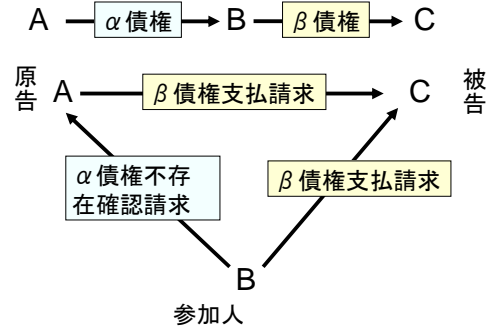 A α債権 B β債権 C
原告 A β債権支払請求 C 被告
α債権不存
在確認請求
β債権支払請求
B
参加人